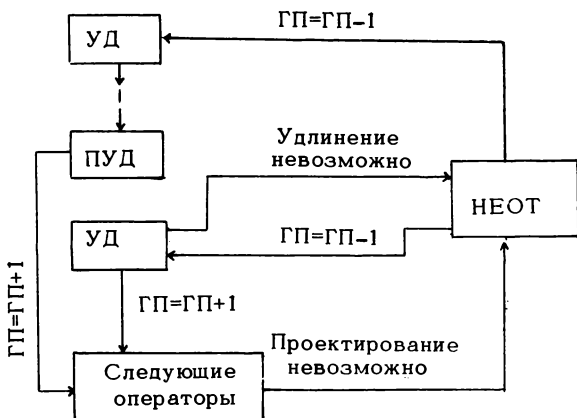 ГП=ГП-1
УД
ПУД
Удлинение
невозможно
НЕОТ
УД
ГП=ГП-1
ГП=ГП+1
ГП=ГП+1
Проектирование
невозможно
Следующие
операторы